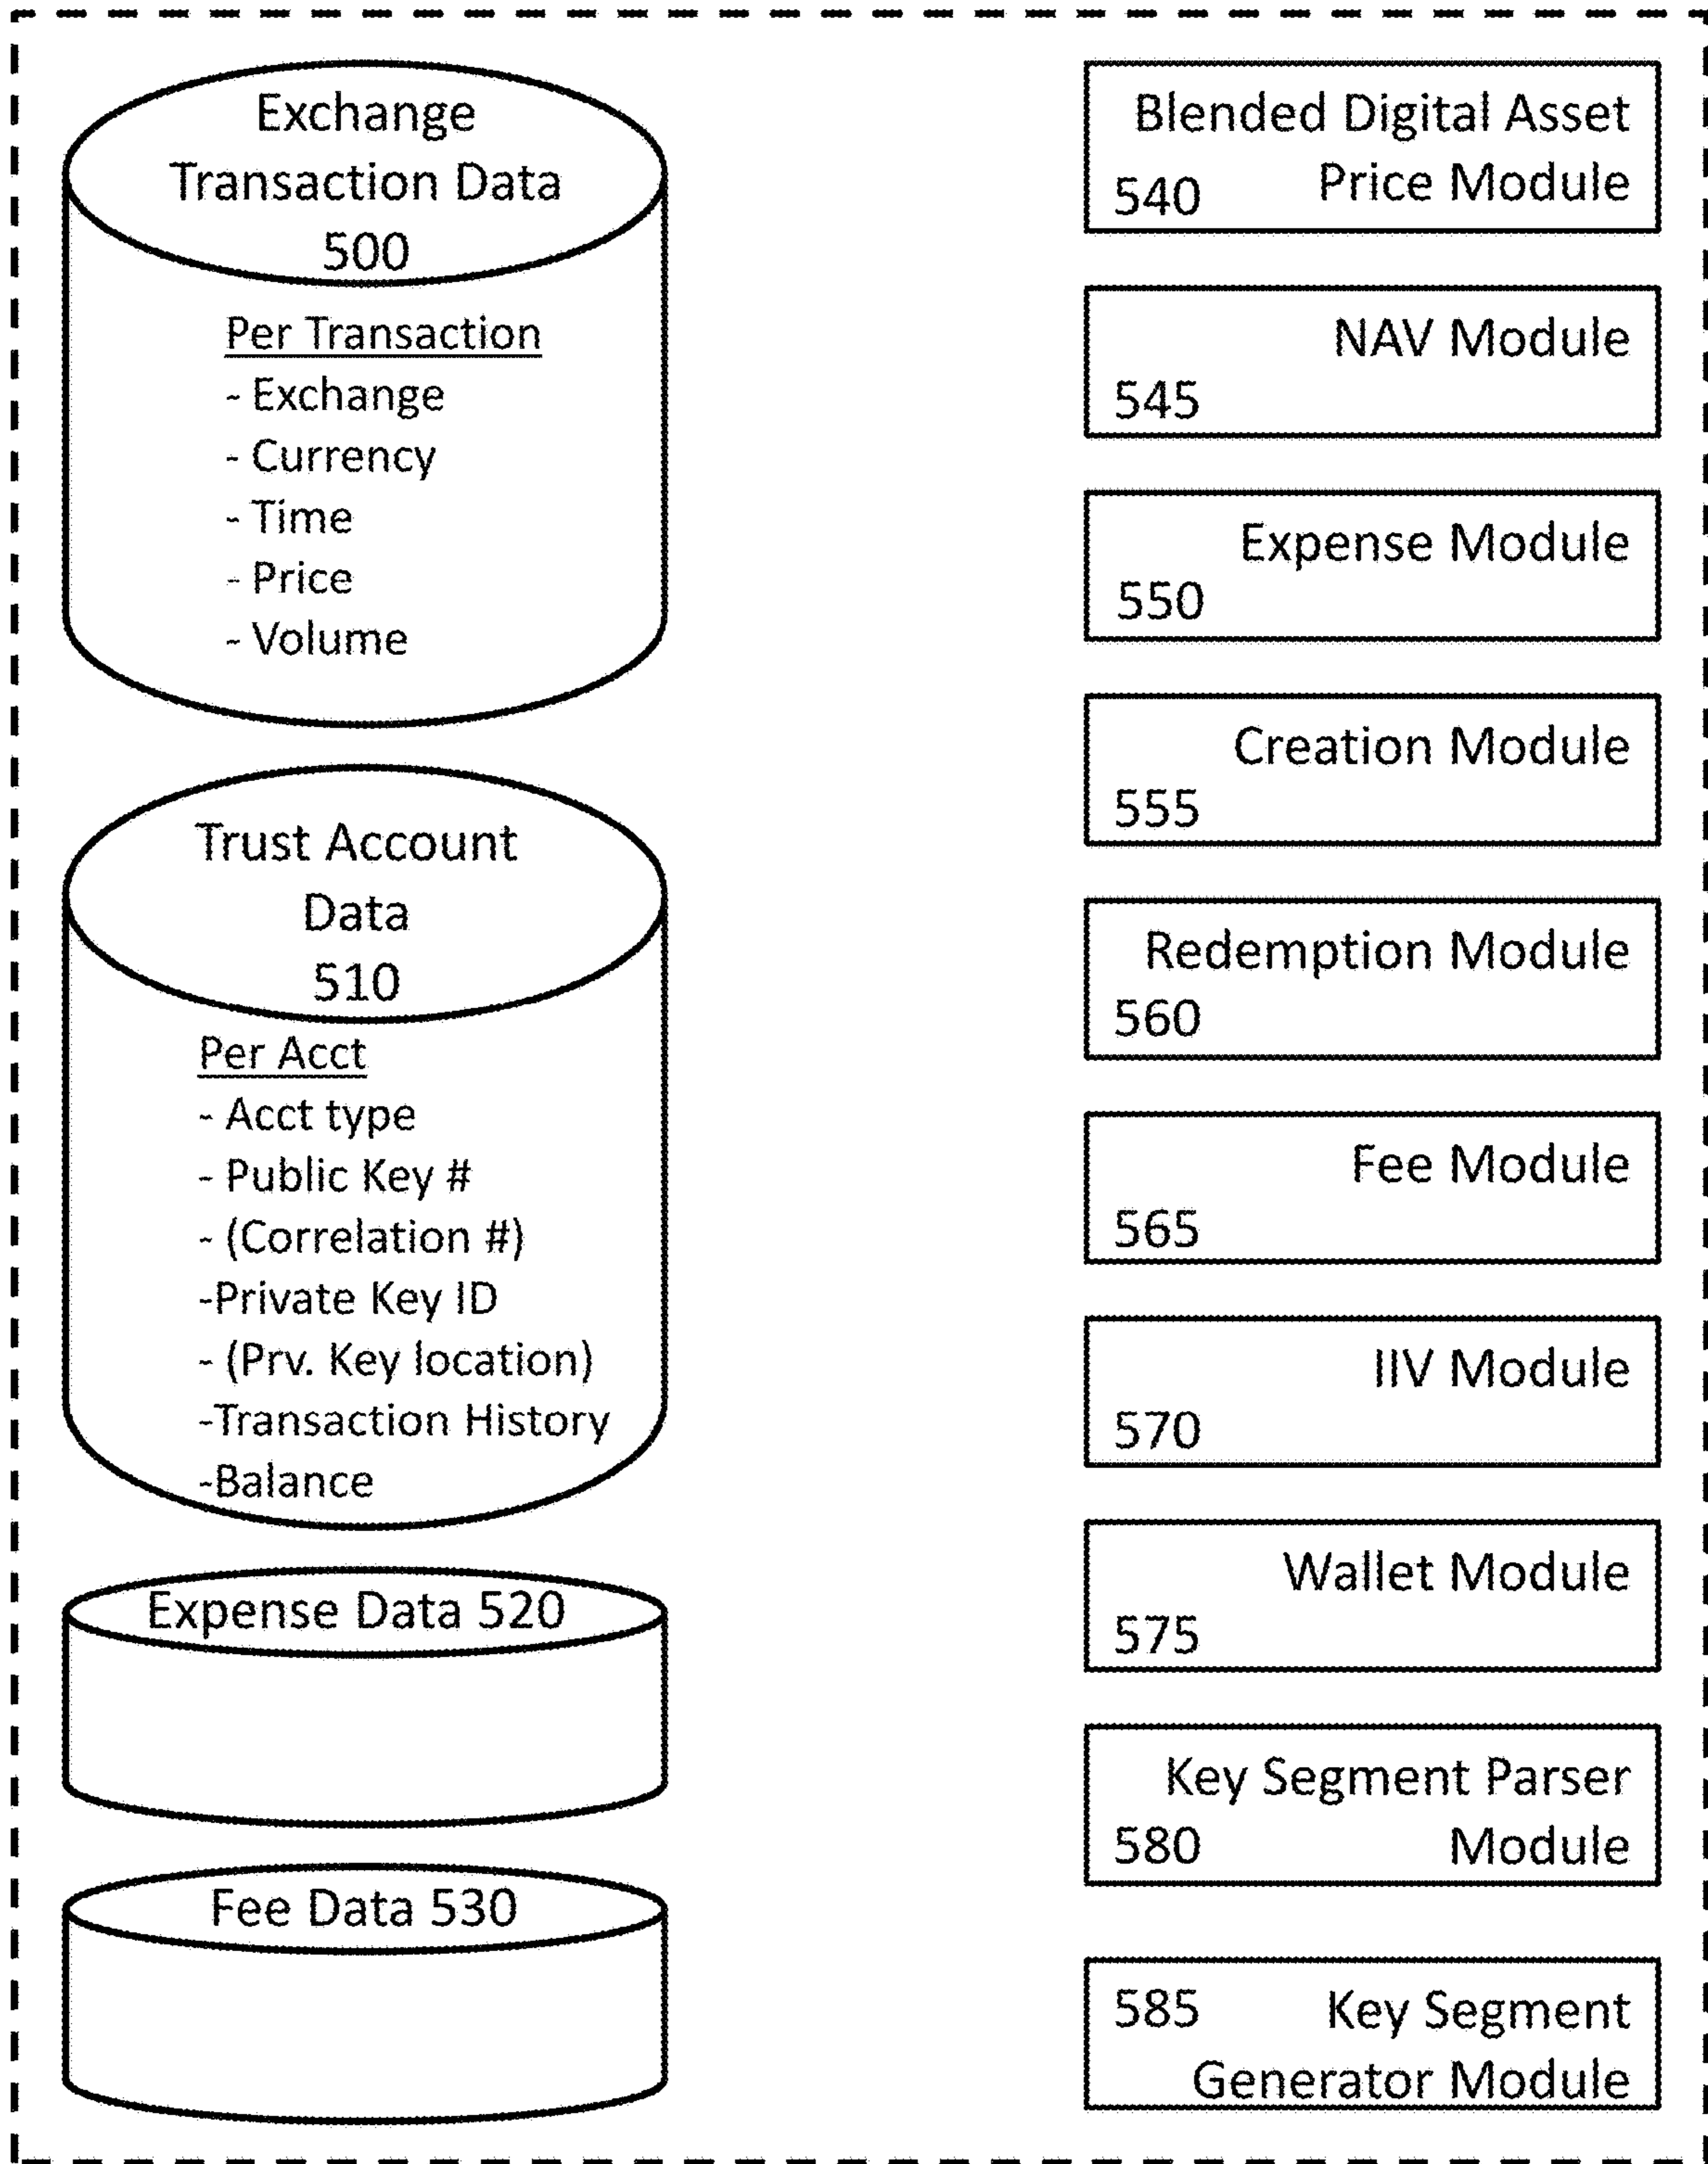 Exchange
Transaction Data
500
Per Transaction
- Exchange
- Currency
- Time
- Price
- Volume
Trust Account
Data
510
Per Acct
- Acct type
- Public Key #
- (Correlation #)
-Private Key ID
- (Prv. Key location)
-Transaction History
-Balance
Expense Data 520
Fee Data 530
Blended Digital Asset
540 Price Module
NAV Module
545
Expense Module
550
Creation Module
555
Redemption Module
560
Fee Module
565
IIV Module
570
Wallet Module
575
Key Segment Parser
580 Module
585 Key Segment
Generator Module